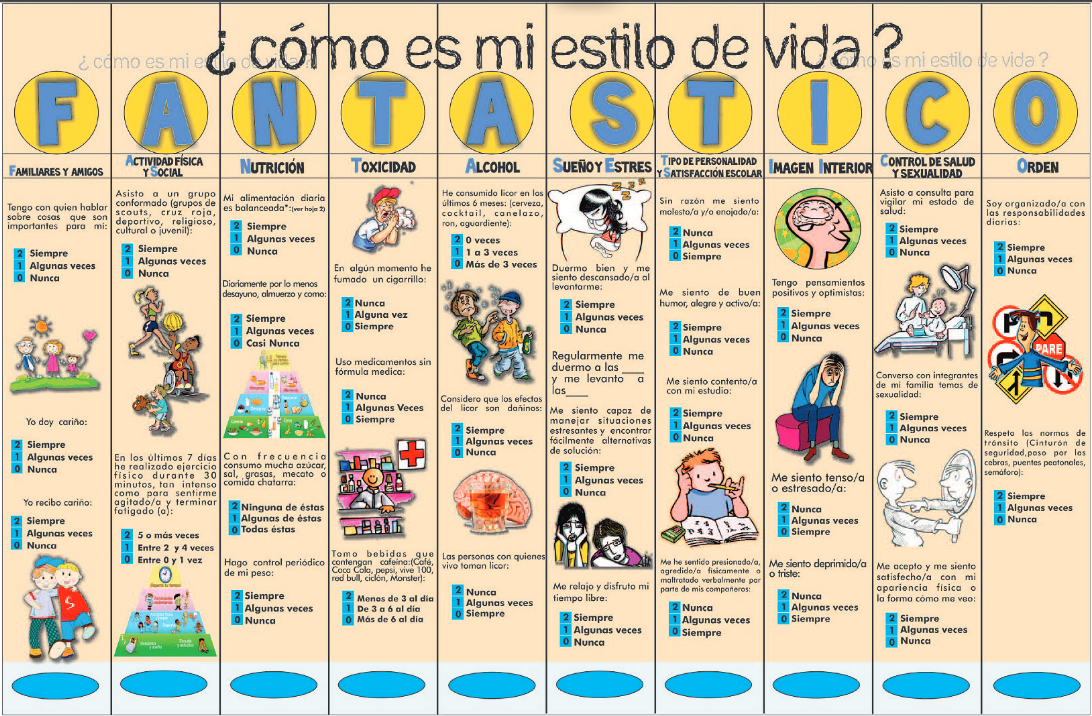 ¿cómo es mi estilo de vida?
F
FAMILIARES Y AMIGOS
Tengo con quien hablar
sobre cosas que son
importantes para mi:
2 Siempre
1 Algunas veces
0 Nunca
Yo doy cariño:
2 Siempre
1 Algunas veces
0 Nunca
Yo recibo cariño:
2 Siempre
1 Algunas veces
0 Nunca
S
A
ACTIVIDAD FÍSICA
Y SOCIAL
Asisto a un grupo
conformado (grupos de
scouts, cruz roja,
deportivo, religioso,
cultural o juvenil):
2 Siempre
1 Algunas veces
0 Nunca
En los últimos 7 días
he realizado ejercicio
físico durante 30
minutos, tan intenso
como para sentirme
agitado/a y terminar
fatigado (a):
2 5 o más veces
1 Entre 2 y 4 veces
0 Entre 0 y 1 vez
N
NUTRICIÓN
Mi alimentación diaria
es balanceada*:(ver hoja 2)
2 Siempre
1 Algunas veces
0 Nunca
Diariamente por lo menos
desayuno, almuerzo y como:
2 Siempre
1 Algunas veces
0 Casi Nunca
Con frecuencia
consumo mucho azúcar,
sal, grasas, mecato o
comida chatarra:
2 Ninguna de éstas
1 Algunas de éstas
0 Todas éstas
Hago control periódico
de mi peso:
2 Siempre
1 Algunas veces
0 Nunca
T
TOXICIDAD
En algún momento he
fumado un cigarrillo:
2 Nunca
1 Alguna vez
0 Siempre
Uso medicamentos sin
fórmula medica:
2 Nunca
1 Algunas Veces
0 Siempre
Tomo bebidas que
contengan cafeina:(Café,
Coca Cola, pepsi, vive 100,
red bull, ciclón, Monster):
2 Menos de 3 al día
1 De 3 a 6 al día
0 Más de 6 al día
A
ALCOHOL
He consumido licor en los
últimos 6 meses: (cerveza,
cocktail, canelazo,
ron, aguardiente):
2 0 veces
1 1 a 3 veces
0 Más de 3 veces
Considero que los efectos
del licor son dañinos:
2 Siempre
1 Algunas veces
0 Nunca
Las personas con quienes
vivo toman licor:
2 Nunca
1 Algunas veces
0 Siempre
S
SUEÑO Y ESTRES
z z z
Duermo bien y me
siento descansado/a al
levantarme:
2 Siempre
1 Algunas veces
0 Nunca
Regularmente me
duermo a las ___
y me levanto a
las___
Me siento capaz de
manejar situaciones
estresantes y encontrar
fácilmente alternativas
de solución:
2 Siempre
1 Algunas veces
0 Nunca
Me relajo y disfruto mi
tiempo libre:
2 Siempre
1 Algunas veces
0 Nunca
T
TIPO DE PERSONALIDAD
Y SATISFACCIÓN ESCOLAR
Sin razón me siento
molesto/a y/o enojado/a:
2 Nunca
1 Algunas veces
0 Siempre
Me siento de buen
humor, alegre y activo/a:
2 Siempre
1 Algunas veces
0 Nunca
Me siento contento/a
con mi estudio:
2 Siempre
1 Algunas veces
0 Nunca
Me he sentido presionado/a,
agredido/a físicamente o
maltratado verbalmente por
parte de mis compañeros:
2 Nunca
1 Algunas veces
0 Siempre
I
IMAGEN INTERIOR
Tengo pensamientos
positivos y optimistas:
2 Siempre
1 Algunas veces
0 Nunca
Me siento tenso/a
o estresado/a:
2 Nunca
1 Algunas veces
0 Siempre
Me siento deprimido/a
o triste:
2 Nunca
1 Algunas veces
0 Siempre
C
CONTROL DE SALUD
Y SEXUALIDAD
Asisto a consulta para
vigilar mi estado de
salud:
2 Siempre
1 Algunas veces
0 Nunca
Converso con integrantes
de mi familia temas de
sexualidad:
2 Siempre
1 Algunas veces
0 Nunca
Me acepto y me siento
satisfecho/a con mi
apariencia física o
la forma cómo me veo:
2 Siempre
1 Algunas veces
0 Nunca
O
ORDEN
Soy organizado/a con
las responsabilidades
diarias:
2 Siempre
1 Algunas veces
0 Nunca
PARE
Respeto las normas de
tránsito (Cinturón de
seguridad,paso por las
cebras, puentes peatonales,
semáforo):
2 Siempre
1 Algunas veces
0 Nunca